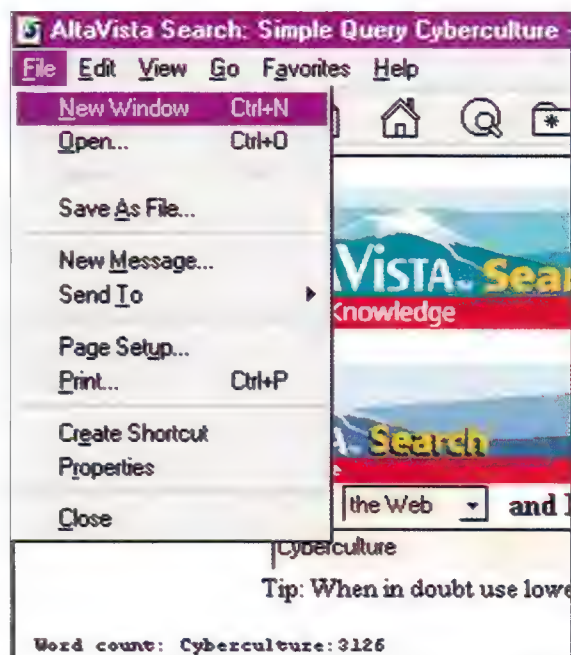 AltaVista Search: Simple Query Cyberculture -
File Edit View Go Favorites Help
New Window Ctrl+N
Open... Ctrl+O
Save As File...
New Message...
Send To
Page Setup...
Print... Ctrl+P
Create Shortcut
Properties
Close
VISTA Sear
Knowledge
A Search
the Web and
Cyberculture
Tip: When in doubt use lowe
Word count: Cyberculture:3126